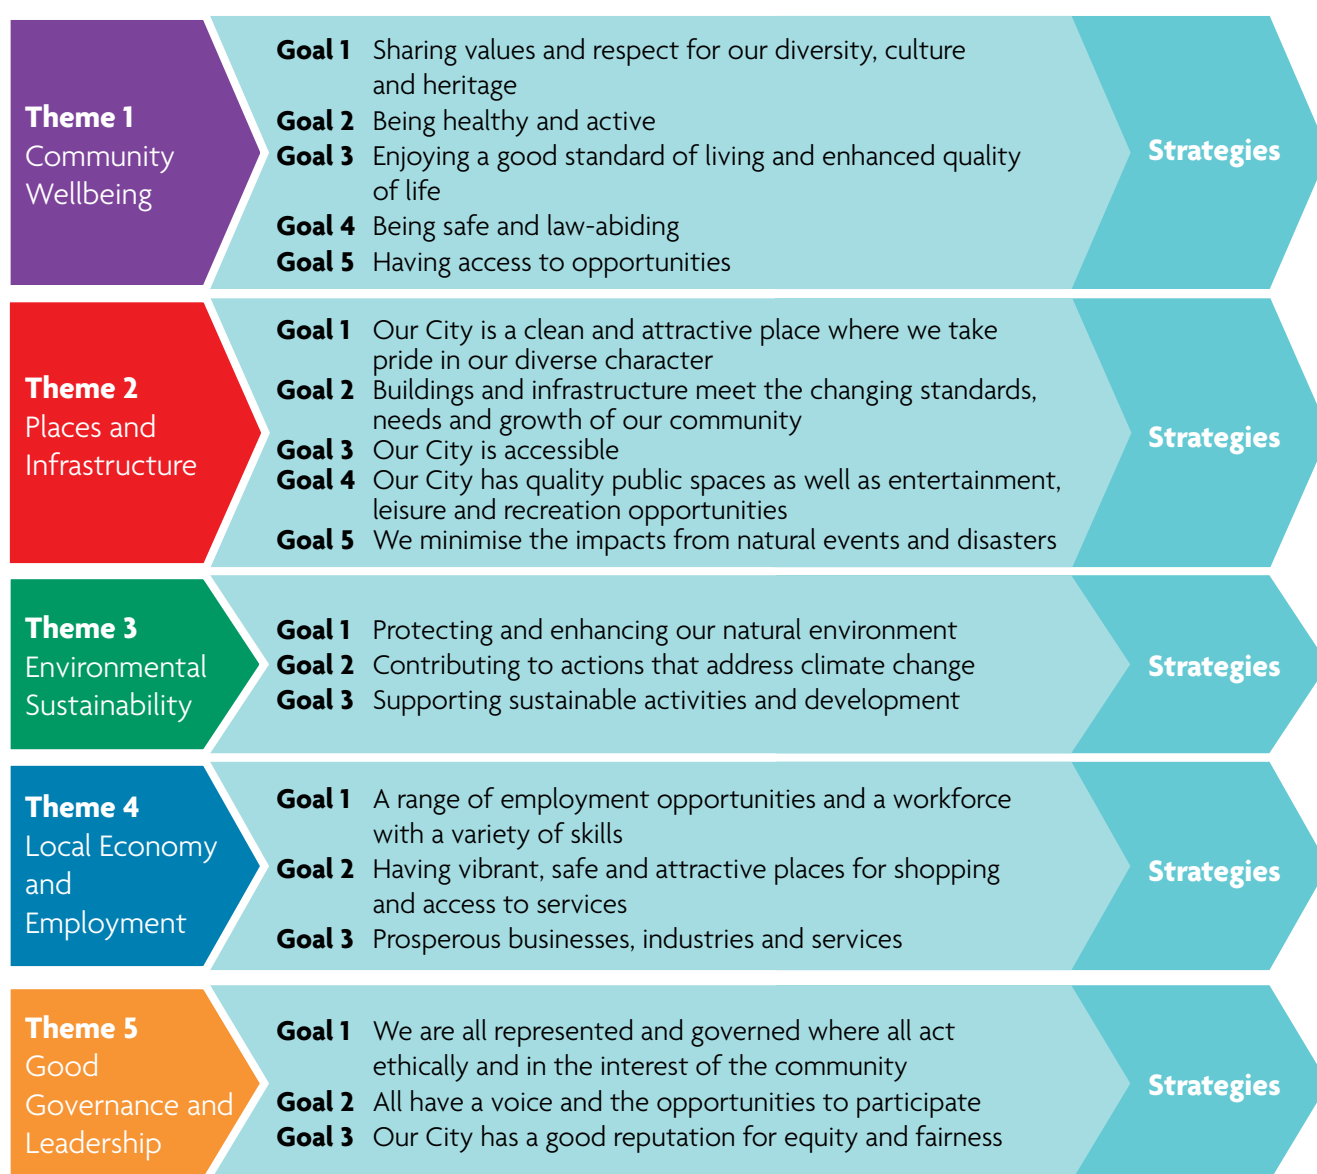 Theme 1
Community
Wellbeing
Goal 1 Sharing values and respect for our diversity, culture
and heritage
Goal 2 Being healthy and active
Goal 3 Enjoying a good standard of living and enhanced quality
of life
Goal 4 Being safe and law-abiding
Goal 5 Having access to opportunities
Strategies
Theme 2
Places and
Infrastructure
Goal 1 Our City is a clean and attractive place where we take
pride in our diverse character
Goal 2 Buildings and infrastructure meet the changing standards,
needs and growth of our community
Goal 3 Our City is accessible
Goal 4 Our City has quality public spaces as well as entertainment,
leisure and recreation opportunities
Goal 5 We minimise the impacts from natural events and disasters
Strategies
Theme 3
Environmental
Sustainability
Goal 1 Protecting and enhancing our natural environment
Goal 2 Contributing to actions that address climate change
Goal 3 Supporting sustainable activities and development
Strategies
Theme 4
Local Economy
and
Employment
Goal 1 A range of employment opportunities and a workforce
with a variety of skills
Goal 2 Having vibrant, safe and attractive places for shopping
and access to services
Goal 3 Prosperous businesses, industries and services
Strategies
Theme 5
Good
Governance and
Leadership
Goal 1 We are all represented and governed where all act
ethically and in the interest of the community
Goal 2 All have a voice and the opportunities to participate
Goal 3 Our City has a good reputation for equity and fairness
Strategies